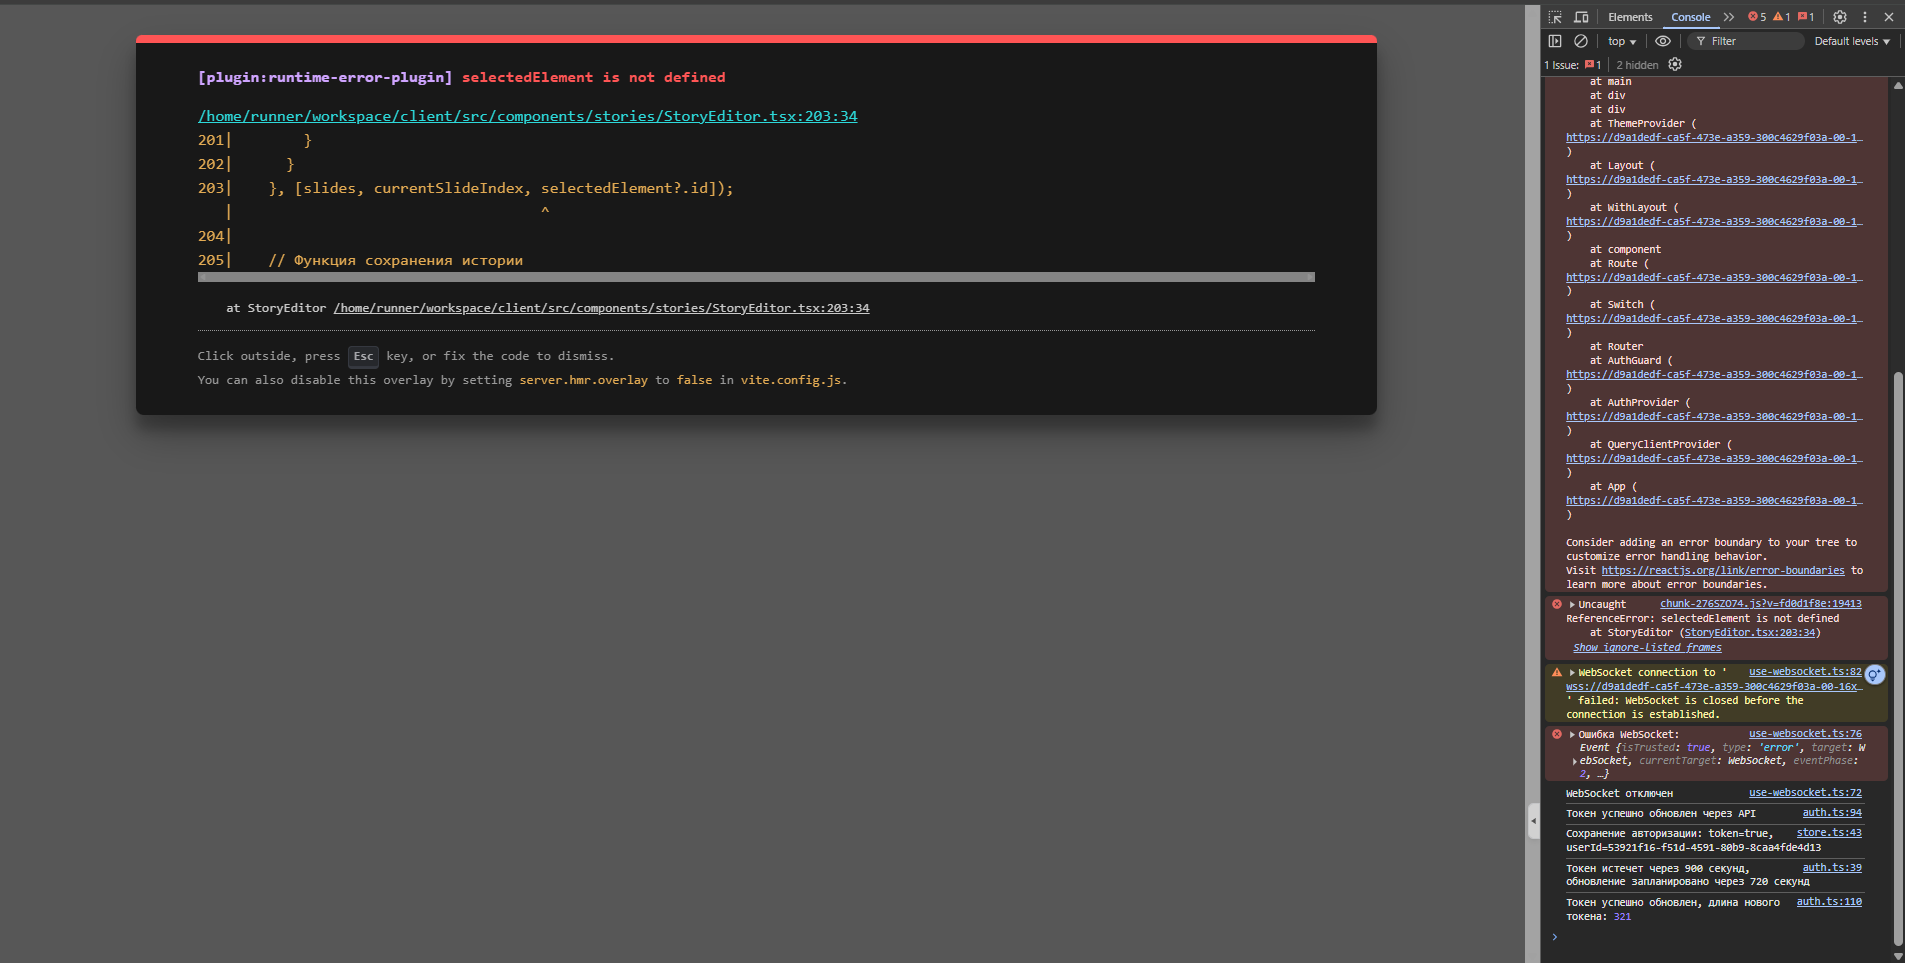 [plugin:runtime-error-plugin] selectedElement is not defined
/home/runner/workspace/client/src/components/stories/StoryEditor.tsx:203:34
201| }
202| }
203| }, [slides, currentSlideIndex, selectedElement?.id]);
| ^
204|
205| // Функция сохранения истории
at StoryEditor /home/runner/workspace/client/src/components/stories/StoryEditor.tsx:203:34
Click outside, press Esc key, or fix the code to dismiss.
You can also disable this overlay by setting server.hmr.overlay to false in vite.config.js.
Elements Console 5 1 1
top Filter Default levels
1 Issue: 1 2 hidden
at main
at div
at div
at ThemeProvider (
https://d9a1dedf-ca5f-473e-a359-300c4629f03a-00-1…
)
at Layout (
https://d9a1dedf-ca5f-473e-a359-300c4629f03a-00-1…
)
at WithLayout (
https://d9a1dedf-ca5f-473e-a359-300c4629f03a-00-1…
)
at component
at Route (
https://d9a1dedf-ca5f-473e-a359-300c4629f03a-00-1…
)
at Switch (
https://d9a1dedf-ca5f-473e-a359-300c4629f03a-00-1…
)
at Router
at AuthGuard (
https://d9a1dedf-ca5f-473e-a359-300c4629f03a-00-1…
)
at AuthProvider (
https://d9a1dedf-ca5f-473e-a359-300c4629f03a-00-1…
)
at QueryClientProvider (
https://d9a1dedf-ca5f-473e-a359-300c4629f03a-00-1…
)
at App (
https://d9a1dedf-ca5f-473e-a359-300c4629f03a-00-1…
)
Consider adding an error boundary to your tree to
customize error handling behavior.
Visit https://reactjs.org/link/error-boundaries to
learn more about error boundaries.
Uncaught chunk-276SZO74.js?v=fd0d1f8e:19413
ReferenceError: selectedElement is not defined
at StoryEditor (StoryEditor.tsx:203:34)
Show ignore-listed frames
WebSocket connection to ' use-websocket.ts:82
wss://d9a1dedf-ca5f-473e-a359-300c4629f03a-00-16x…
' failed: WebSocket is closed before the
connection is established.
Ошибка WebSocket: use-websocket.ts:76
Event {isTrusted: true, type: 'error', target: W
ebSocket, currentTarget: WebSocket, eventPhase:
2, …}
WebSocket отключен use-websocket.ts:72
Токен успешно обновлен через API auth.ts:94
Сохранение авторизации: token=true, store.ts:43
userId=53921f16-f51d-4591-80b9-8caa4fde4d13
Токен истечет через 900 секунд, auth.ts:39
обновление запланировано через 720 секунд
Токен успешно обновлен, длина нового auth.ts:110
токена: 321